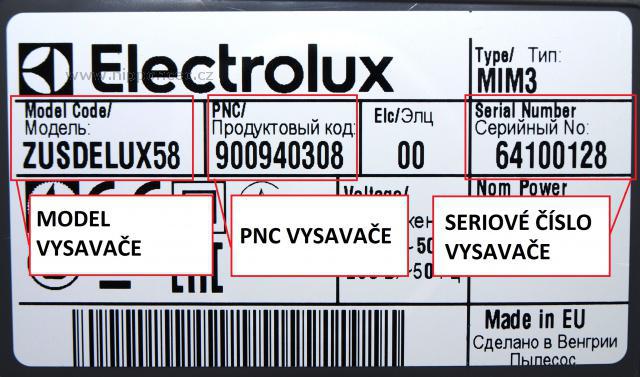 Electrolux
Type/ Тип:
MIM3
Model Code/
Модель:
ZUSDELUX58
PNC/
Продуктовый код:
900940308
Elc/Элц
00
Serial Number
Серийный No:
64100128
Voltage/
Nom Power
MODEL
VYSAVAČE
PNC VYSAVAČE
SERIOVÉ ČÍSLO
VYSAVAČE
EAC
Made in EU
Сделано в Венгрии
Пылесос